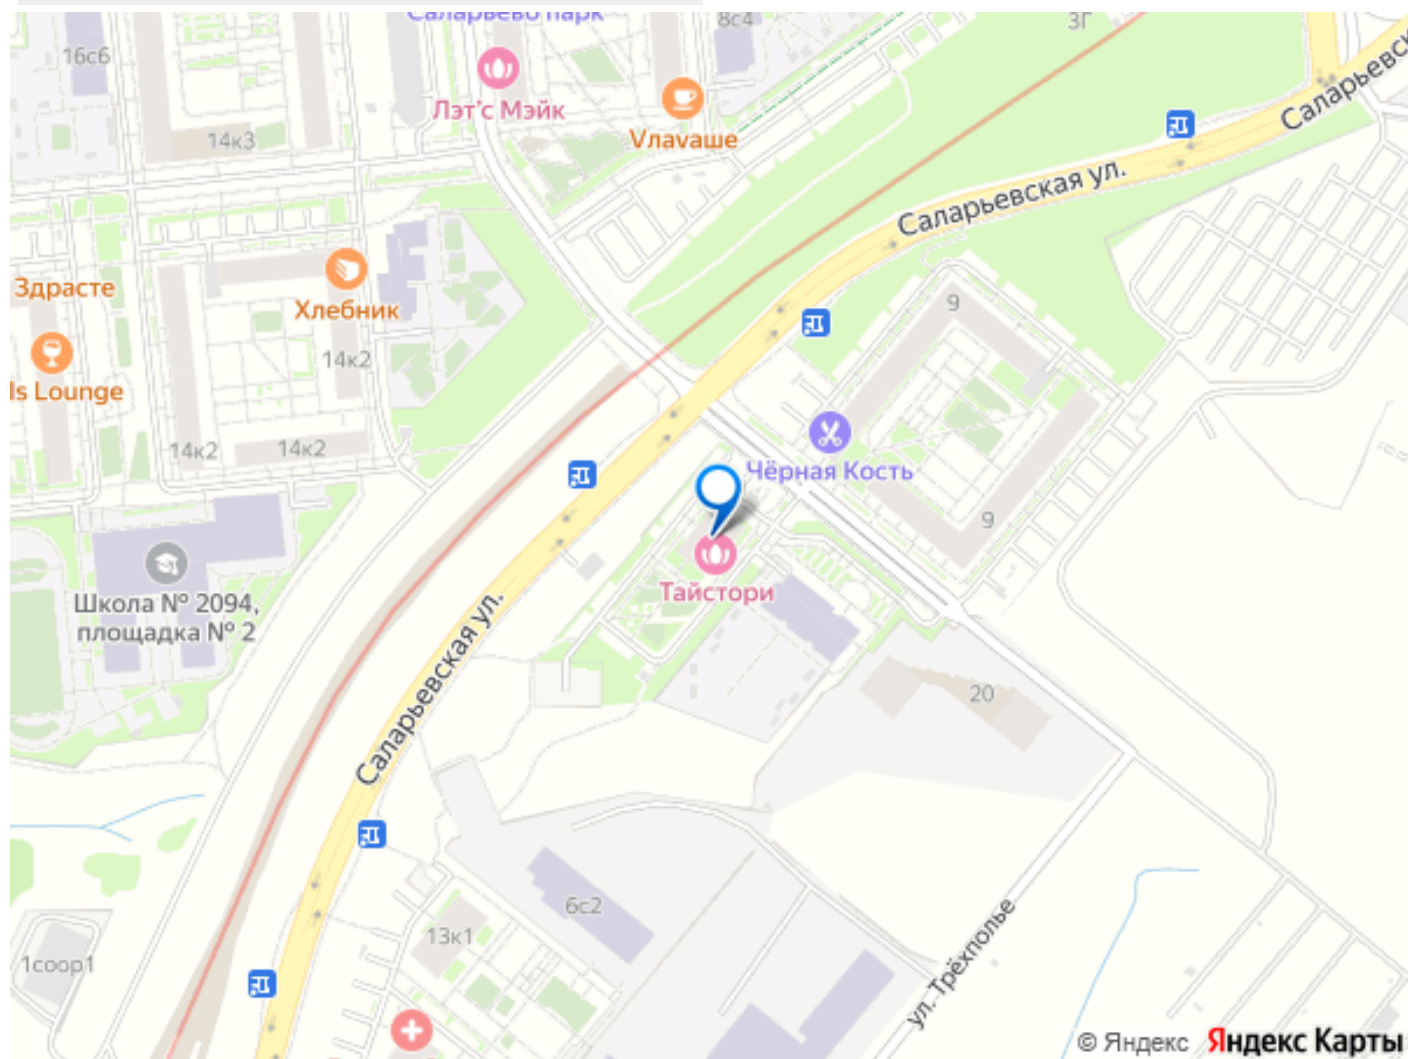 Саларьево парк
8с4
3Г
16с6
Лэт'с Мэйк
Vлаvаше
14к3
Саларьевск
Саларьевская ул.
Здрасте
Хлебник
9
14к2
ls Lounge
14к2
14к2
Чёрная Кость
9
Школа № 2094,
площадка № 2
Тайстори
Саларьевская ул.
20
6с2
13к1
1соор1
ул. Трёхполье
© Яндекс Яндекс Карты